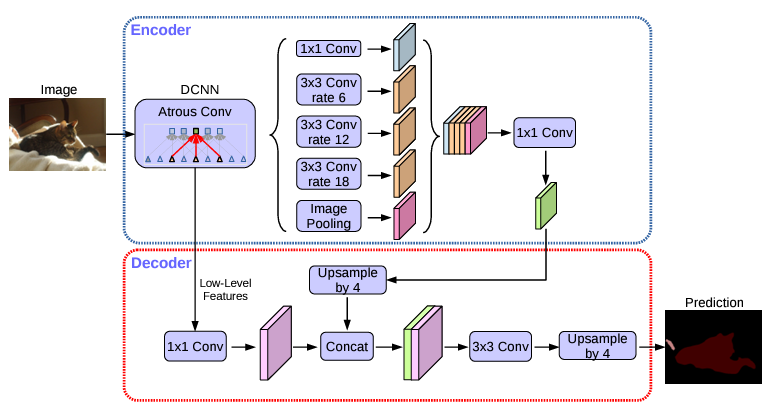 Encoder
Image
DCNN
Atrous Conv
1x1 Conv
3x3 Conv
rate 6
3x3 Conv
rate 12
3x3 Conv
rate 18
Image
Pooling
1x1 Conv
Decoder
Low-Level
Features
Upsample
by 4
1x1 Conv
Concat
3x3 Conv
Upsample
by 4
Prediction